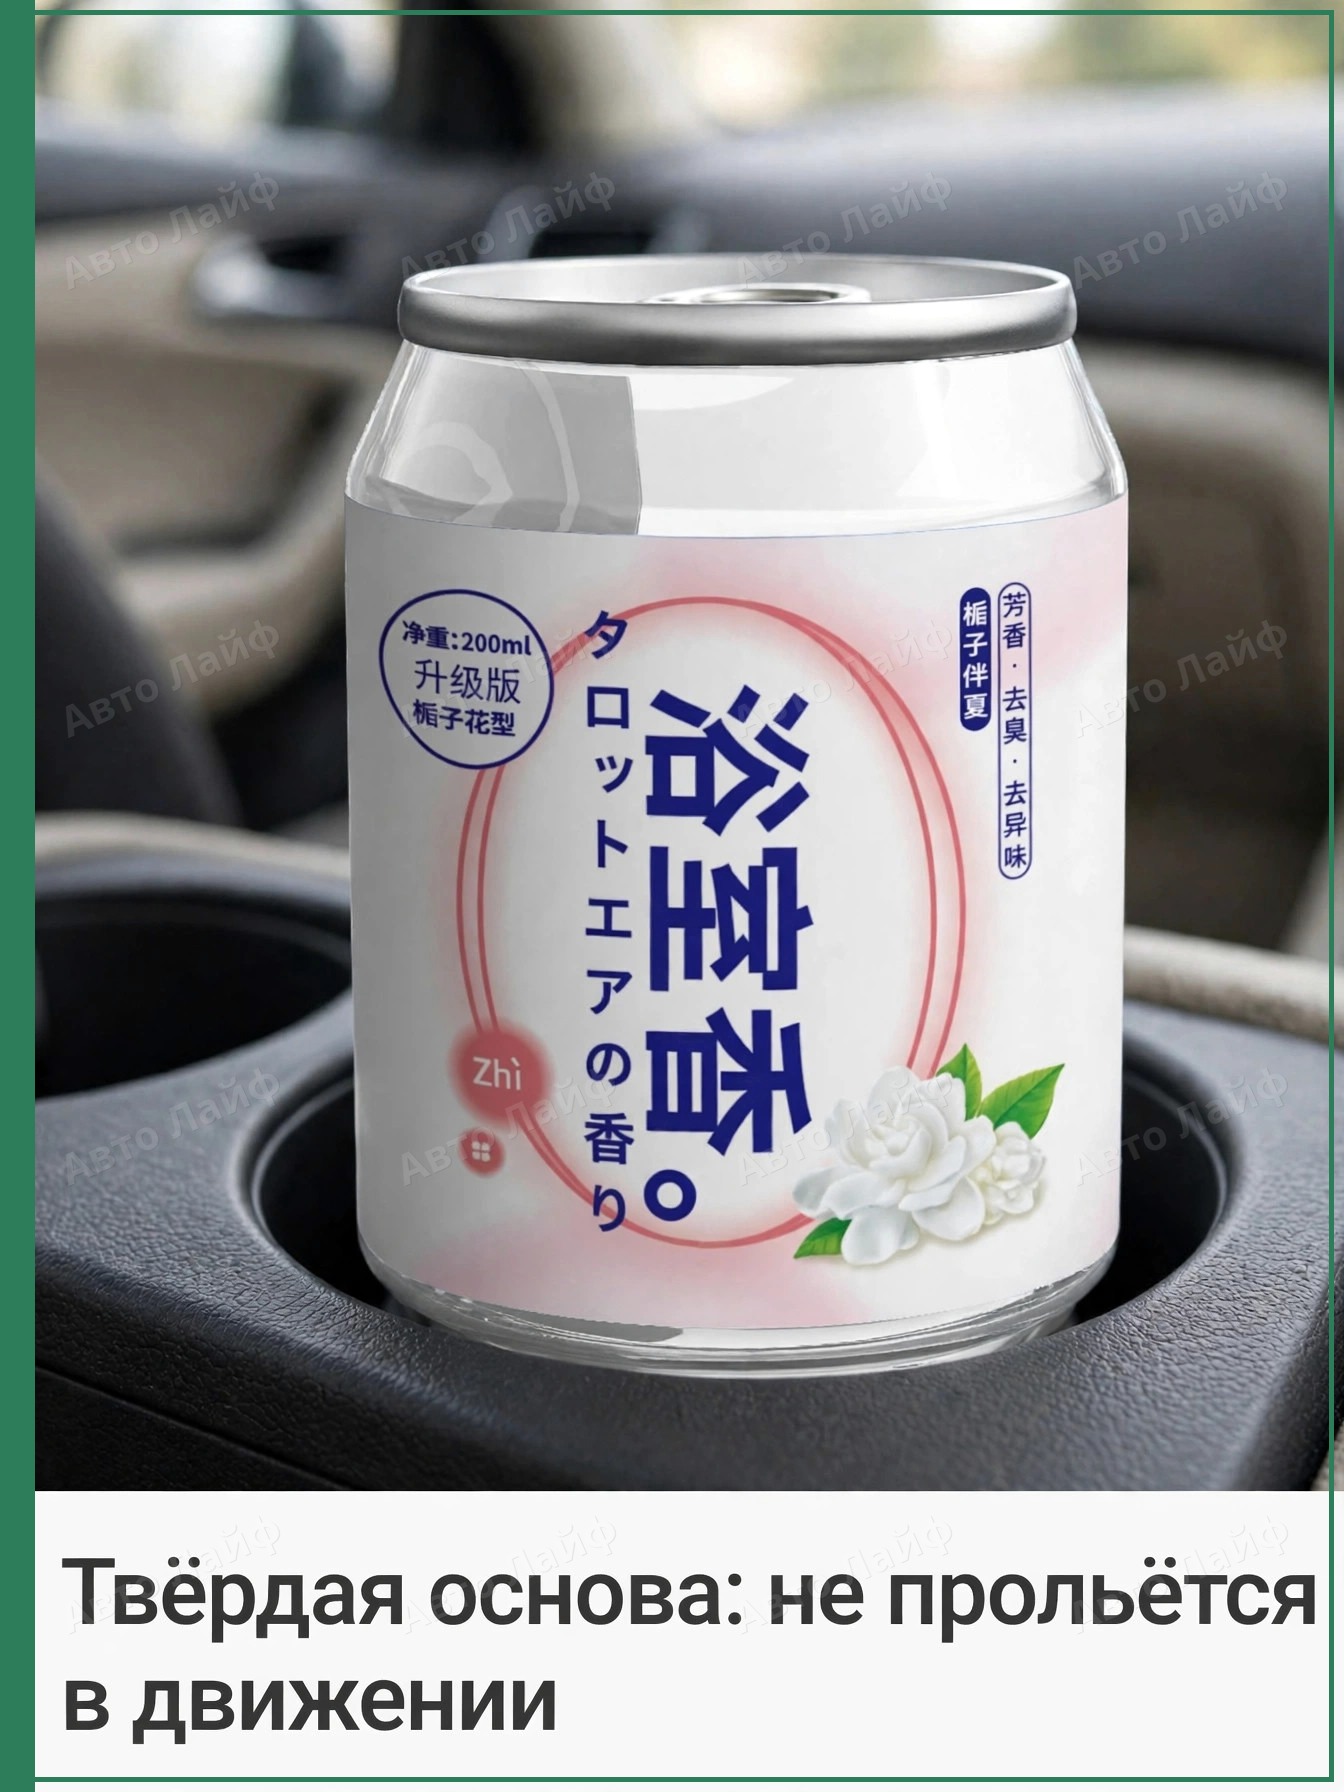 净重:200ml
升级版
栀子花型
タロットエアの香り
浴室香。
栀子伴夏
芳香·去臭·去异味
Zhì
Твёрдая основа: не прольётся
в движении
Авто Лайф